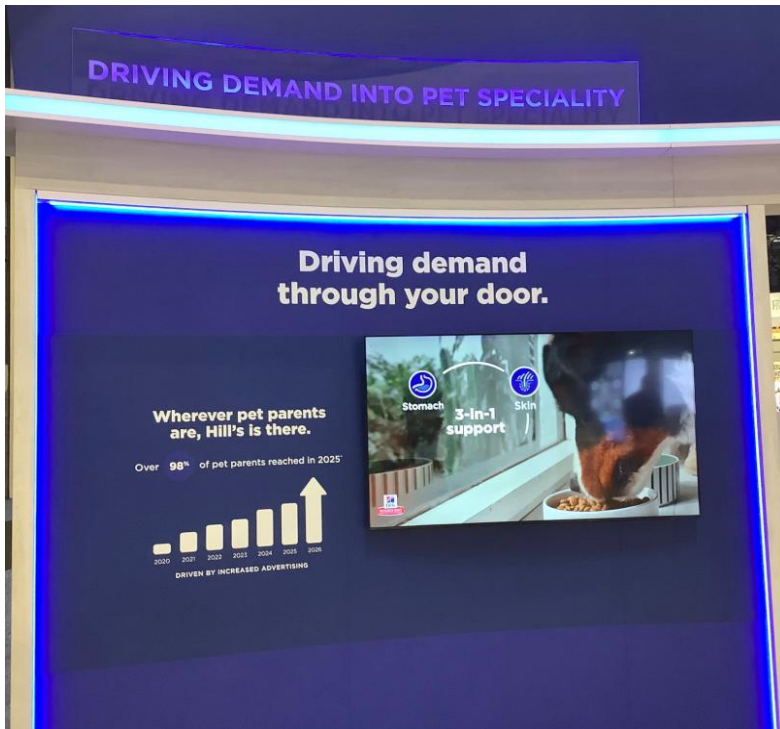 DRIVING DEMAND INTO PET SPECIALITY
Driving demand
through your door.
Wherever pet parents
are, Hill's is there.
Over 98% of pet parents reached in 2025*
2020 2021 2022 2023 2024 2025 2026
DRIVEN BY INCREASED ADVERTISING
Stomach
Skin
3-in-1
support